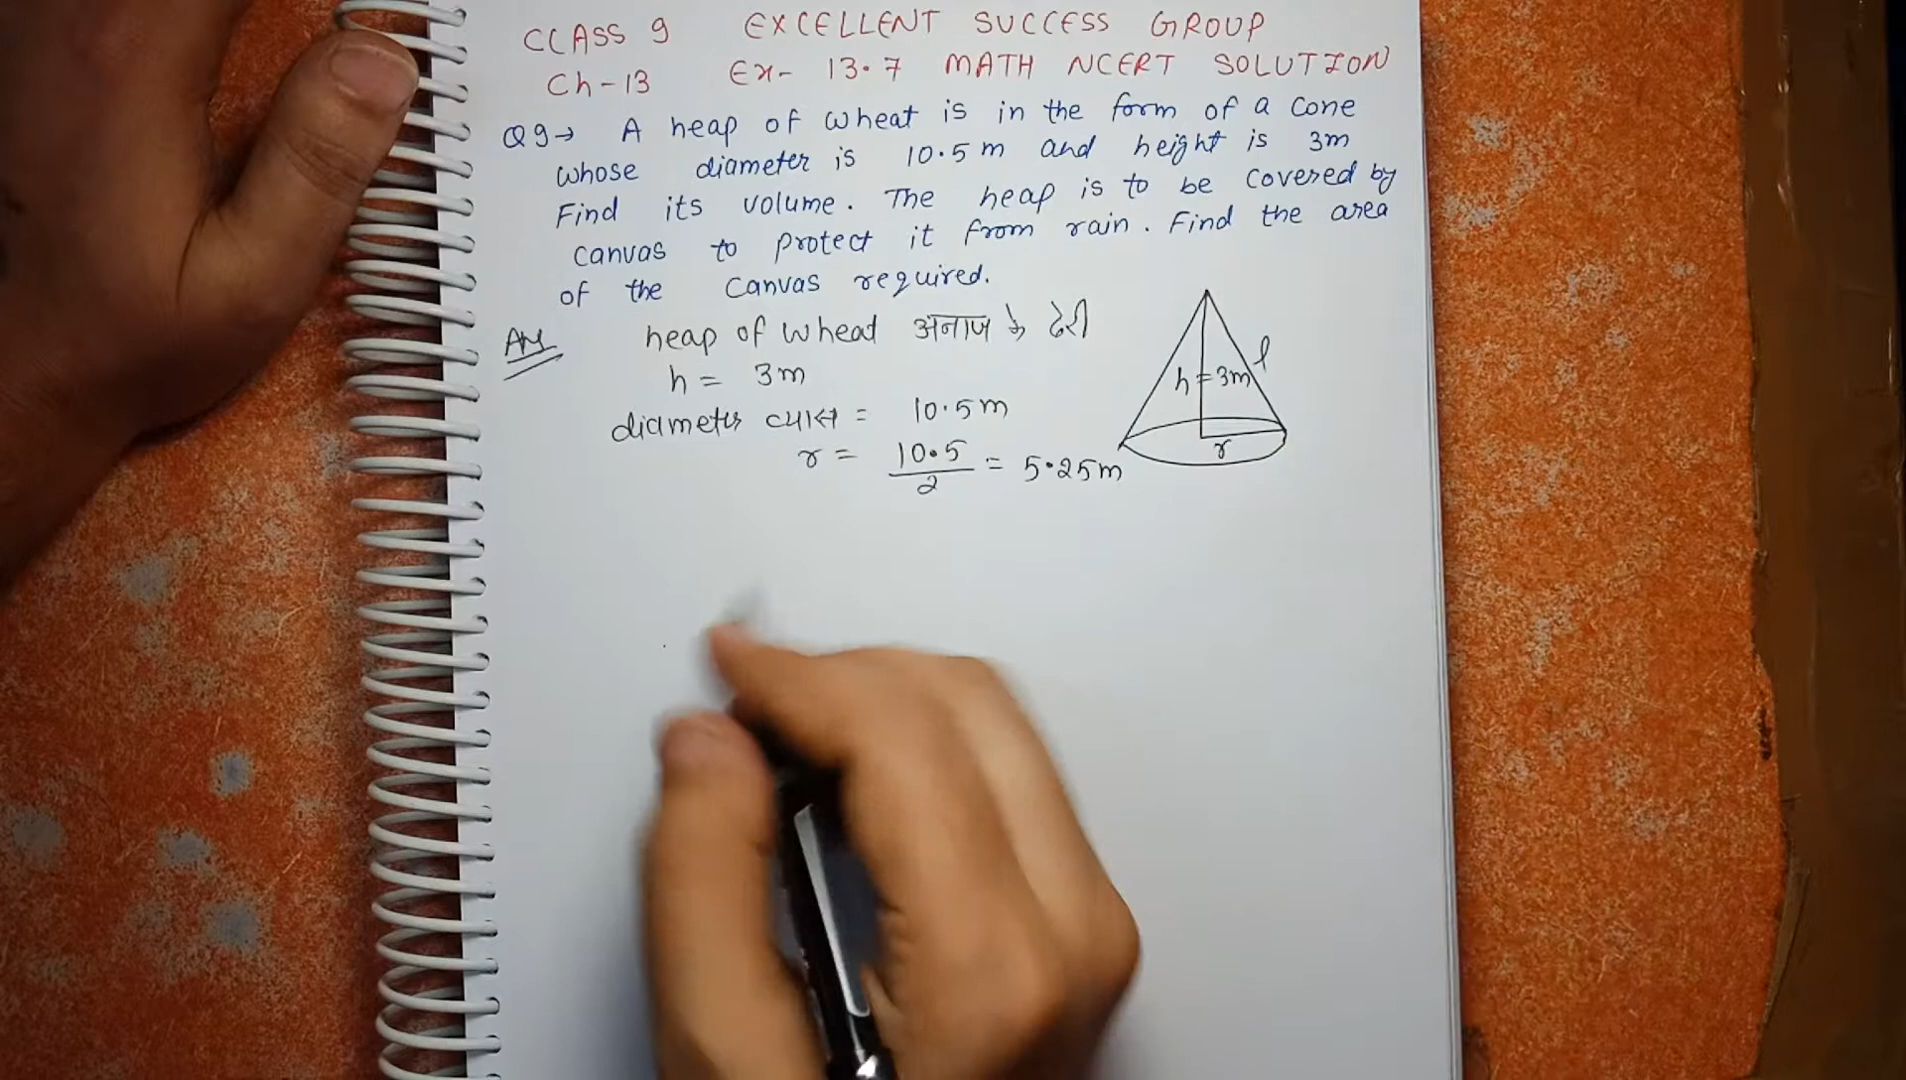 CLASS 9 EXCELLENT SUCCESS GROUP
Ch-13 Ex- 13.7 MATH NCERT SOLUTION
Q9→ A heap of wheat is in the form of a cone
whose diameter is 10.5 m and height is 3m
Find its volume. The heap is to be covered by
canvas to protect it from rain. Find the area
of the canvas required.
Ans heap of wheat अनाज के ढेरी
h = 3m
diameter व्यास = 10.5m
r = 10.5/2 = 5.25m
h = 3m
l
r